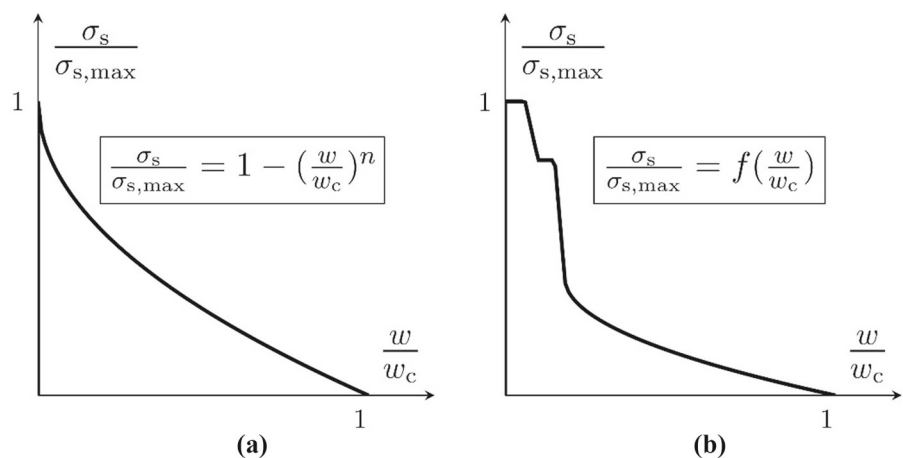 σs/σs,max
1
σs/σs,max = 1 − (w/wc)^n
w/wc
1
(a)
σs/σs,max
1
σs/σs,max = f(w/wc)
w/wc
1
(b)